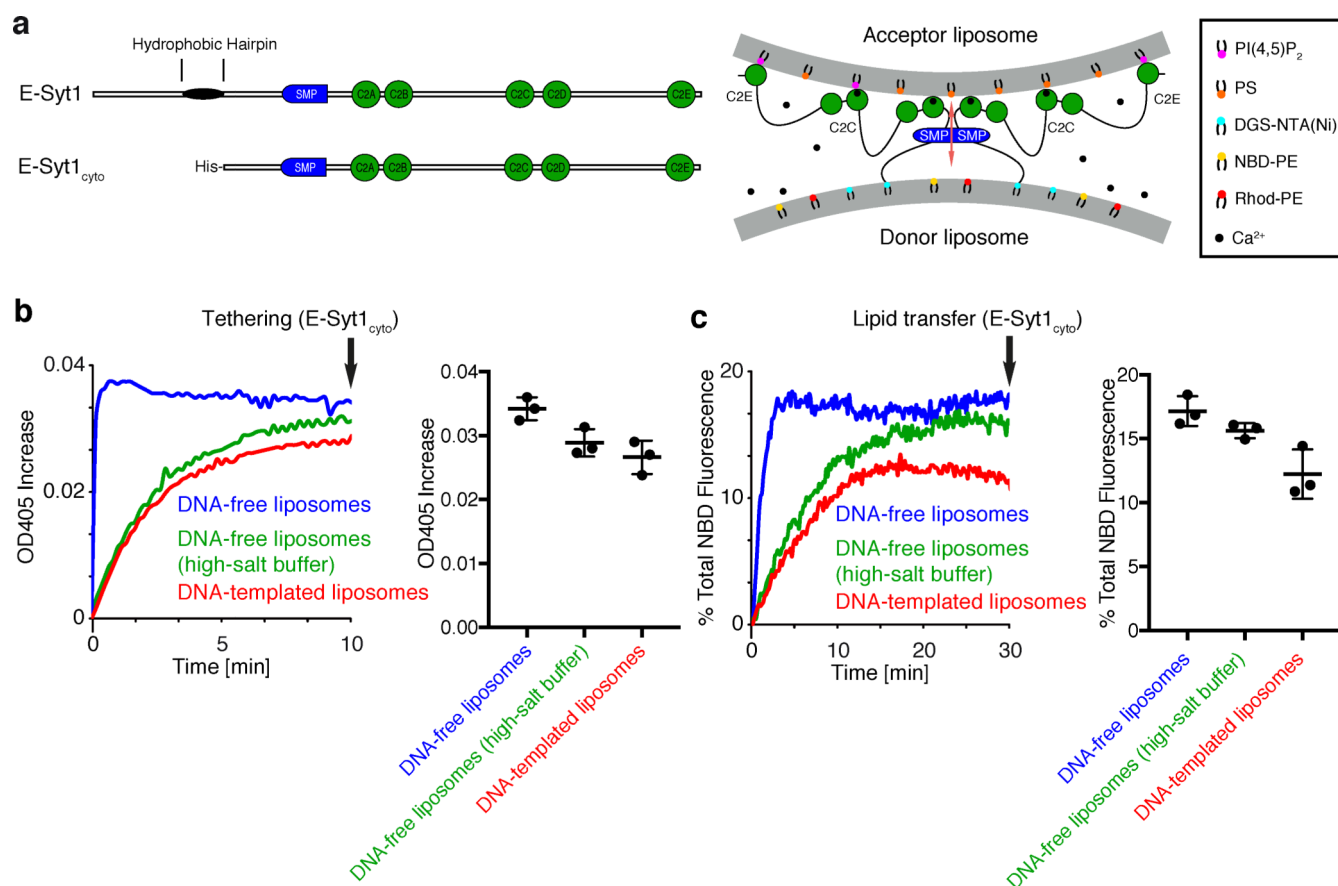 a
Hydrophobic Hairpin
E-Syt1
SMP
C2A
C2B
C2C
C2D
C2E
E-Syt1cyto
His-
SMP
C2A
C2B
C2C
C2D
C2E
Acceptor liposome
C2E
C2E
C2C
C2C
SMP
SMP
Donor liposome
PI(4,5)P2
PS
DGS-NTA(Ni)
NBD-PE
Rhod-PE
Ca2+
b
Tethering (E-Syt1cyto)
OD405 Increase
0.04
0.02
0
0
5
10
Time [min]
DNA-free liposomes
DNA-free liposomes
(high-salt buffer)
DNA-templated liposomes
OD405 Increase
0.04
0.03
0.02
0.01
0.00
DNA-free liposomes
DNA-free liposomes (high-salt buffer)
DNA-templated liposomes
c
Lipid transfer (E-Syt1cyto)
% Total NBD Fluorescence
20
10
0
0
10
20
30
Time [min]
DNA-free liposomes
DNA-free liposomes
(high-salt buffer)
DNA-templated liposomes
% Total NBD Fluorescence
20
15
10
5
0
DNA-free liposomes
DNA-free liposomes (high-salt buffer)
DNA-templated liposomes